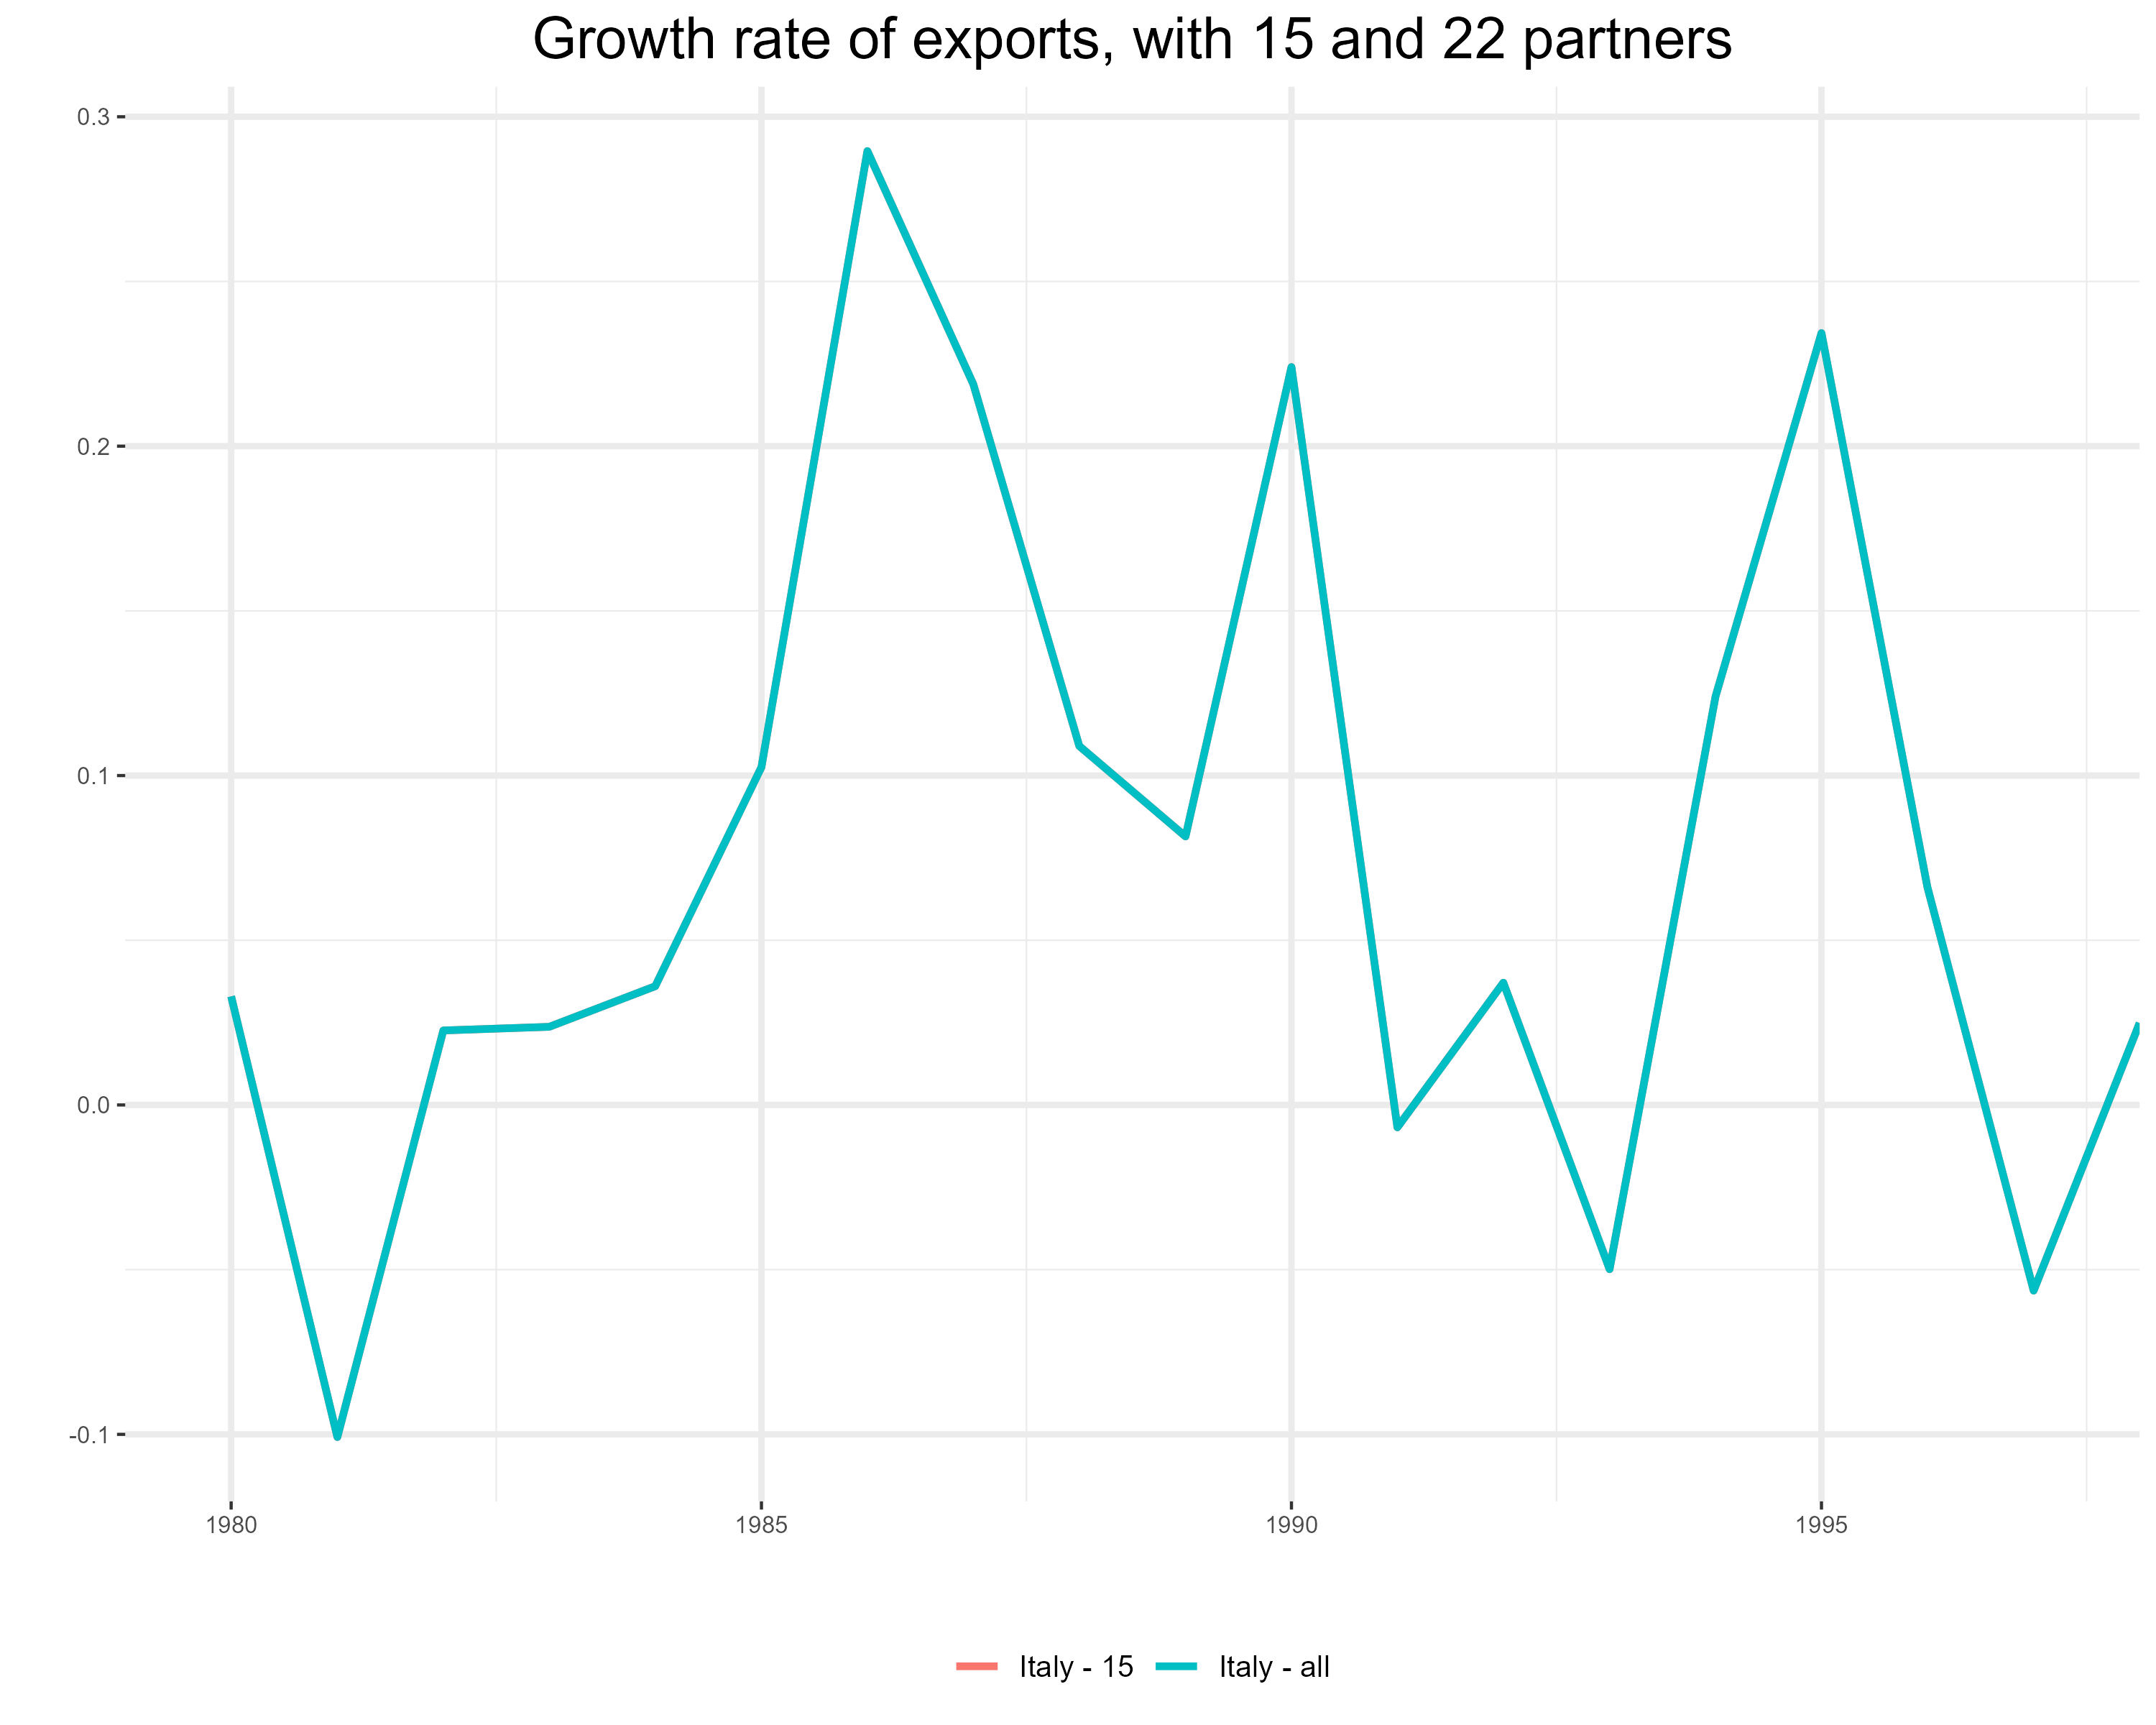 Growth rate of exports, with 15 and 22 partners
0.3
0.2
0.1
0.0
-0.1
1980 1985 1990 1995
Italy - 15 Italy - all